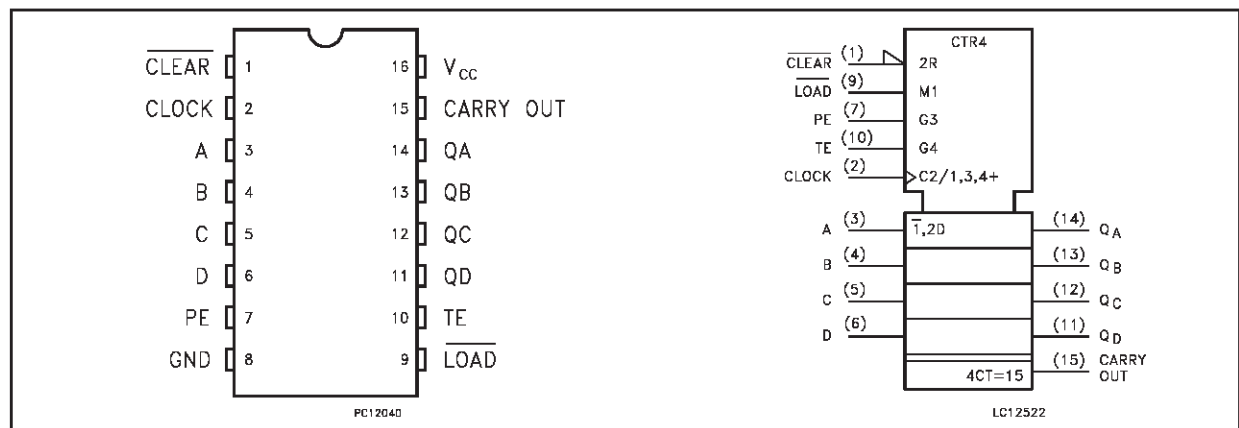 CLEAR 1 16 VCC
CLOCK 2 15 CARRY OUT
A 3 14 QA
B 4 13 QB
C 5 12 QC
D 6 11 QD
PE 7 10 TE
GND 8 9 LOAD
PC12040
CTR4
CLEAR (1) 2R
LOAD (9) M1
PE (7) G3
TE (10) G4
CLOCK (2) C2/1,3,4+
A (3) 1,2D (14) QA
B (4) (13) QB
C (5) (12) QC
D (6) (11) QD
4CT=15 (15) CARRY
OUT
LC12522